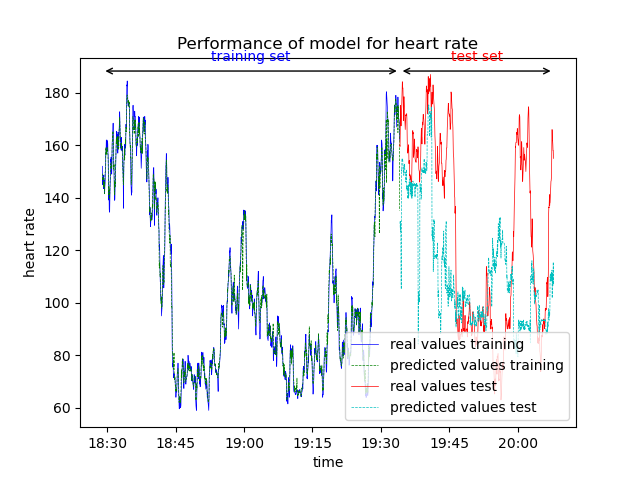 Performance of model for heart rate
training set
test set
180
160
140
120
100
80
60
heart rate
real values training
predicted values training
real values test
predicted values test
18:30
18:45
19:00
19:15
19:30
19:45
20:00
time